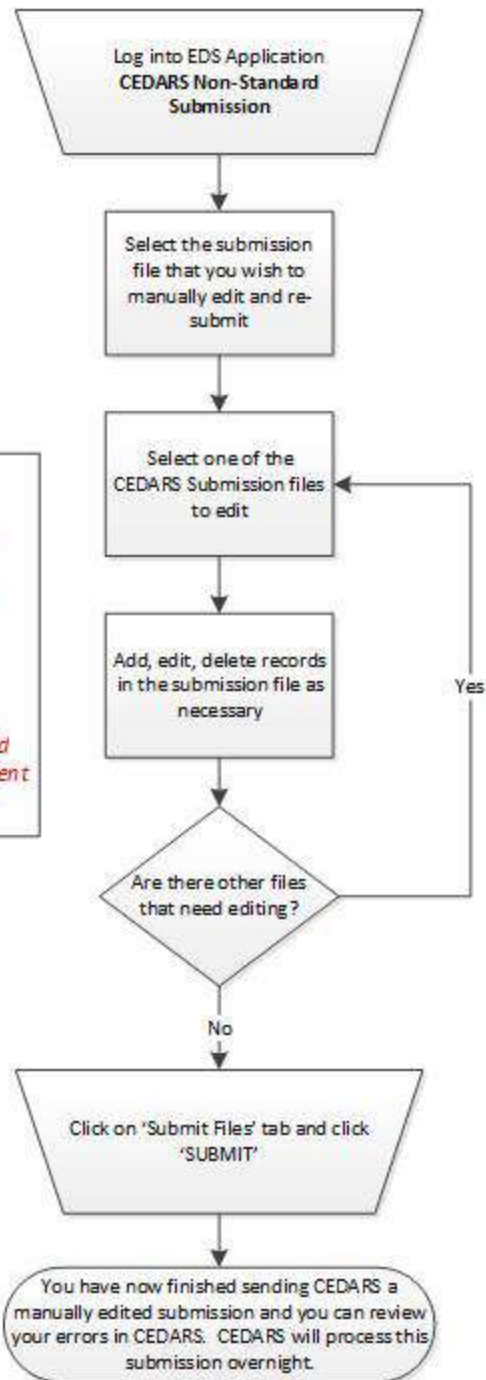 Log into EDS Application
CEDARS Non-Standard
Submission
Select the submission
file that you wish to
manually edit and re-
submit
Select one of the
CEDARS Submission files
to edit
Add, edit, delete records
in the submission file as
necessary
Yes
Are there other files
that need editing?
No
Click on ‘Submit Files’ tab and click
‘SUBMIT’
You have now finished sending CEDARS a
manually edited submission and you can review
your errors in CEDARS. CEDARS will process this
submission overnight.